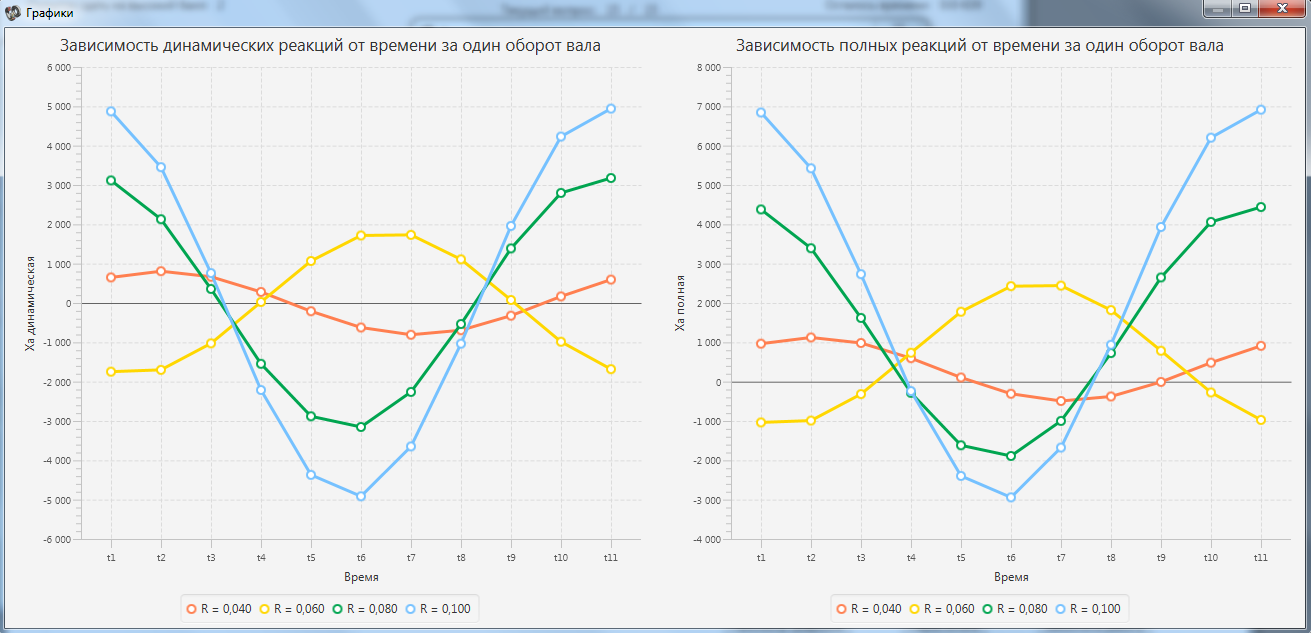 Графики
Зависимость динамических реакций от времени за один оборот вала
6 000
5 000
4 000
3 000
2 000
1 000
0
-1 000
-2 000
-3 000
-4 000
-5 000
-6 000
Xa динамическая
t1 t2 t3 t4 t5 t6 t7 t8 t9 t10 t11
Время
R = 0,040 R = 0,060 R = 0,080 R = 0,100
Зависимость полных реакций от времени за один оборот вала
8 000
7 000
6 000
5 000
4 000
3 000
2 000
1 000
0
-1 000
-2 000
-3 000
-4 000
Xa полная
t1 t2 t3 t4 t5 t6 t7 t8 t9 t10 t11
Время
R = 0,040 R = 0,060 R = 0,080 R = 0,100